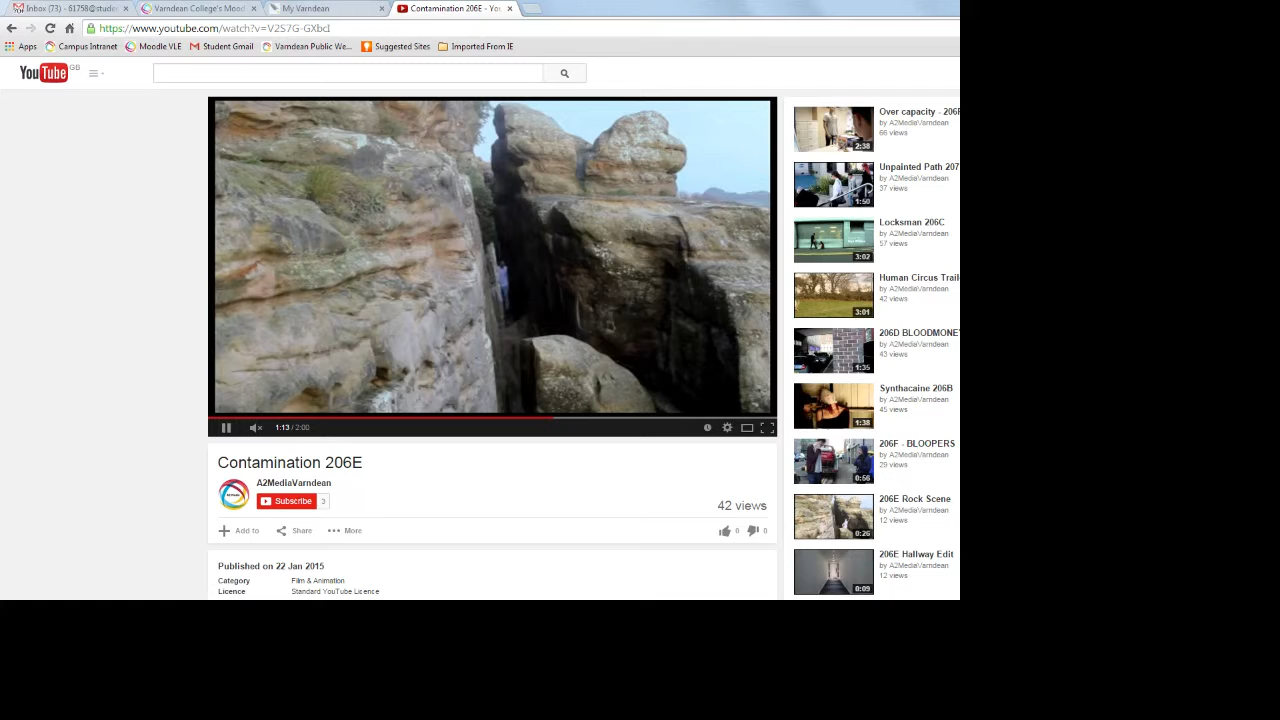 Inbox (73) - 61758@studen
Varndean College's Mood
My Varndean
Contamination 206E - You
https://www.youtube.com/watch?v=V2S7G-GXbcI
Apps
Campus Intranet
Moodle VLE
Student Gmail
Varndean Public We...
Suggested Sites
Imported From IE
YouTube GB
1:13 / 2:00
Contamination 206E
A2MediaVarndean
Subscribe 3
42 views
Add to
Share
More
0
0
Published on 22 Jan 2015
Category Film & Animation
Licence Standard YouTube Licence
Over capacity - 206F
by A2MediaVarndean
66 views
2:38
Unpainted Path 207
by A2MediaVarndean
37 views
1:50
Locksman 206C
by A2MediaVarndean
57 views
3:02
Human Circus Trail
by A2MediaVarndean
42 views
3:01
206D BLOODMONEY
by A2MediaVarndean
43 views
1:35
Synthacaine 206B
by A2MediaVarndean
45 views
1:38
206F - BLOOPERS
by A2MediaVarndean
29 views
0:56
206E Rock Scene
by A2MediaVarndean
12 views
0:26
206E Hallway Edit
by A2MediaVarndean
12 views
0:09